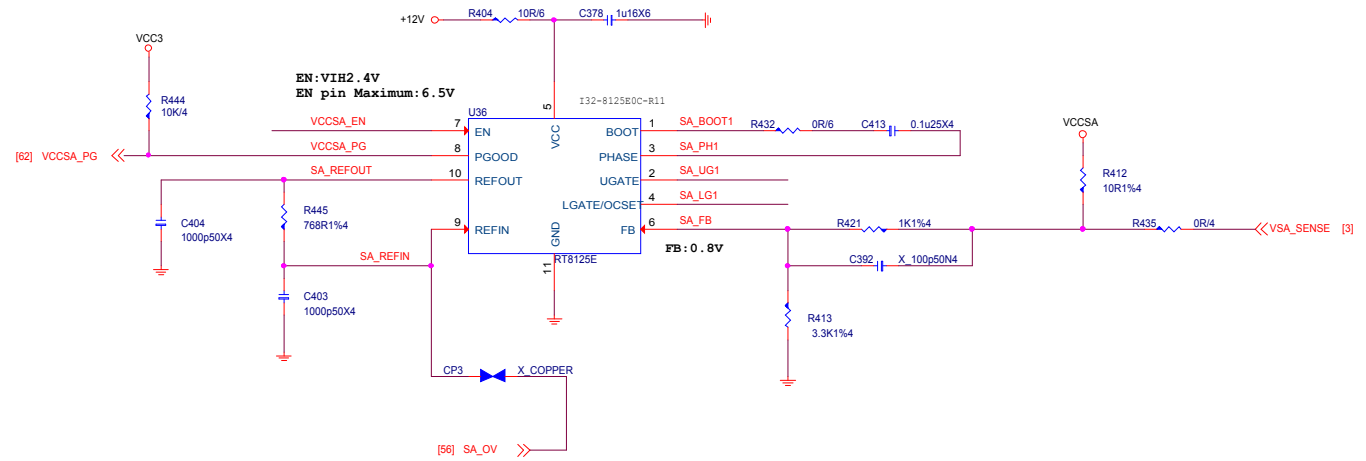 R404 10R/6 C378 1u16X6
+12V
VCC3
EN:VIH2.4V
EN pin Maximum:6.5V
R444
10K/4
I32-8125E0C-R11
U36
5
VCC
VCCSA_EN 7 EN
BOOT 1 SA_BOOT1 R432 0R/6 C413 0.1u25X4
VCCSA
[62] VCCSA_PG
VCCSA_PG 8 PGOOD
PHASE 3 SA_PH1
SA_REFOUT 10 REFOUT
UGATE 2 SA_UG1
R412
10R1%4
LGATE/OCSET 4 SA_LG1
R445
768R1%4
C404
1000p50X4
9 REFIN
FB 6 SA_FB R421 1K1%4
R435 0R/4 VSA_SENSE [3]
GND
FB:0.8V
SA_REFIN
11
RT8125E
C392 X_100p50N4
C403
1000p50X4
R413
3.3K1%4
CP3 X_COPPER
[56] SA_OV